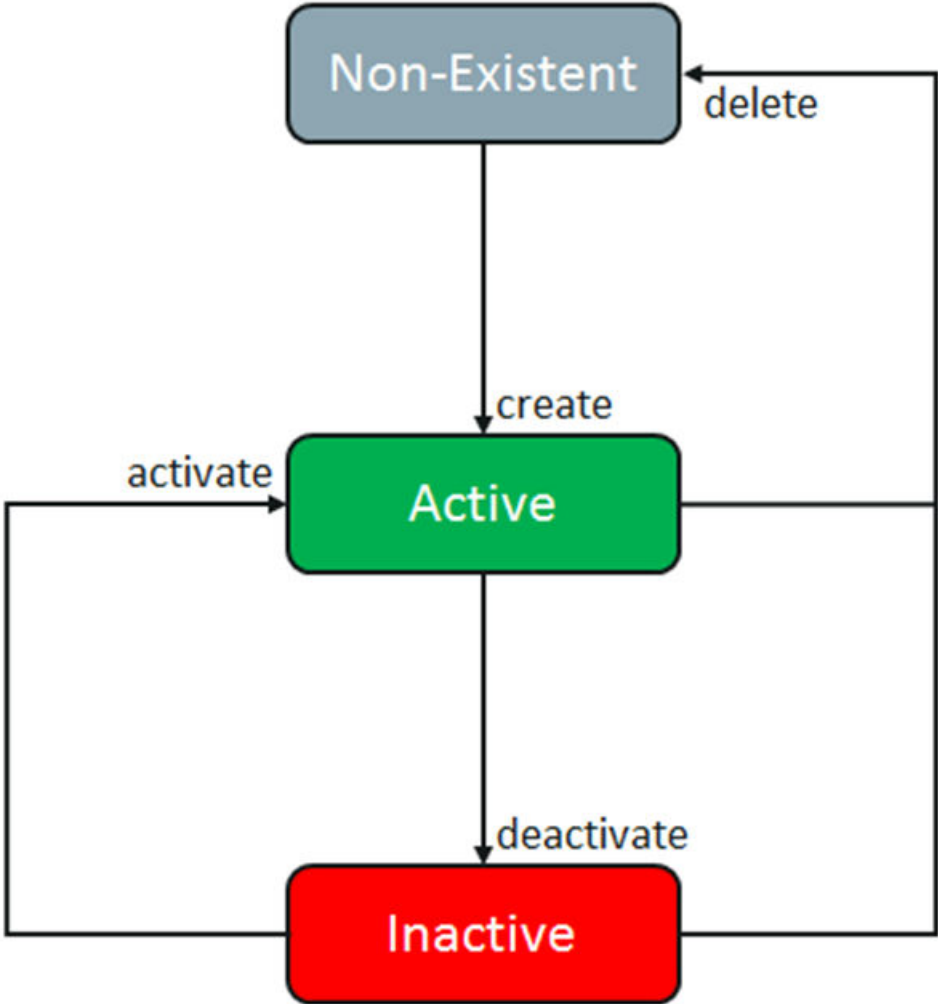 Non-Existent
delete
create
activate
Active
deactivate
Inactive